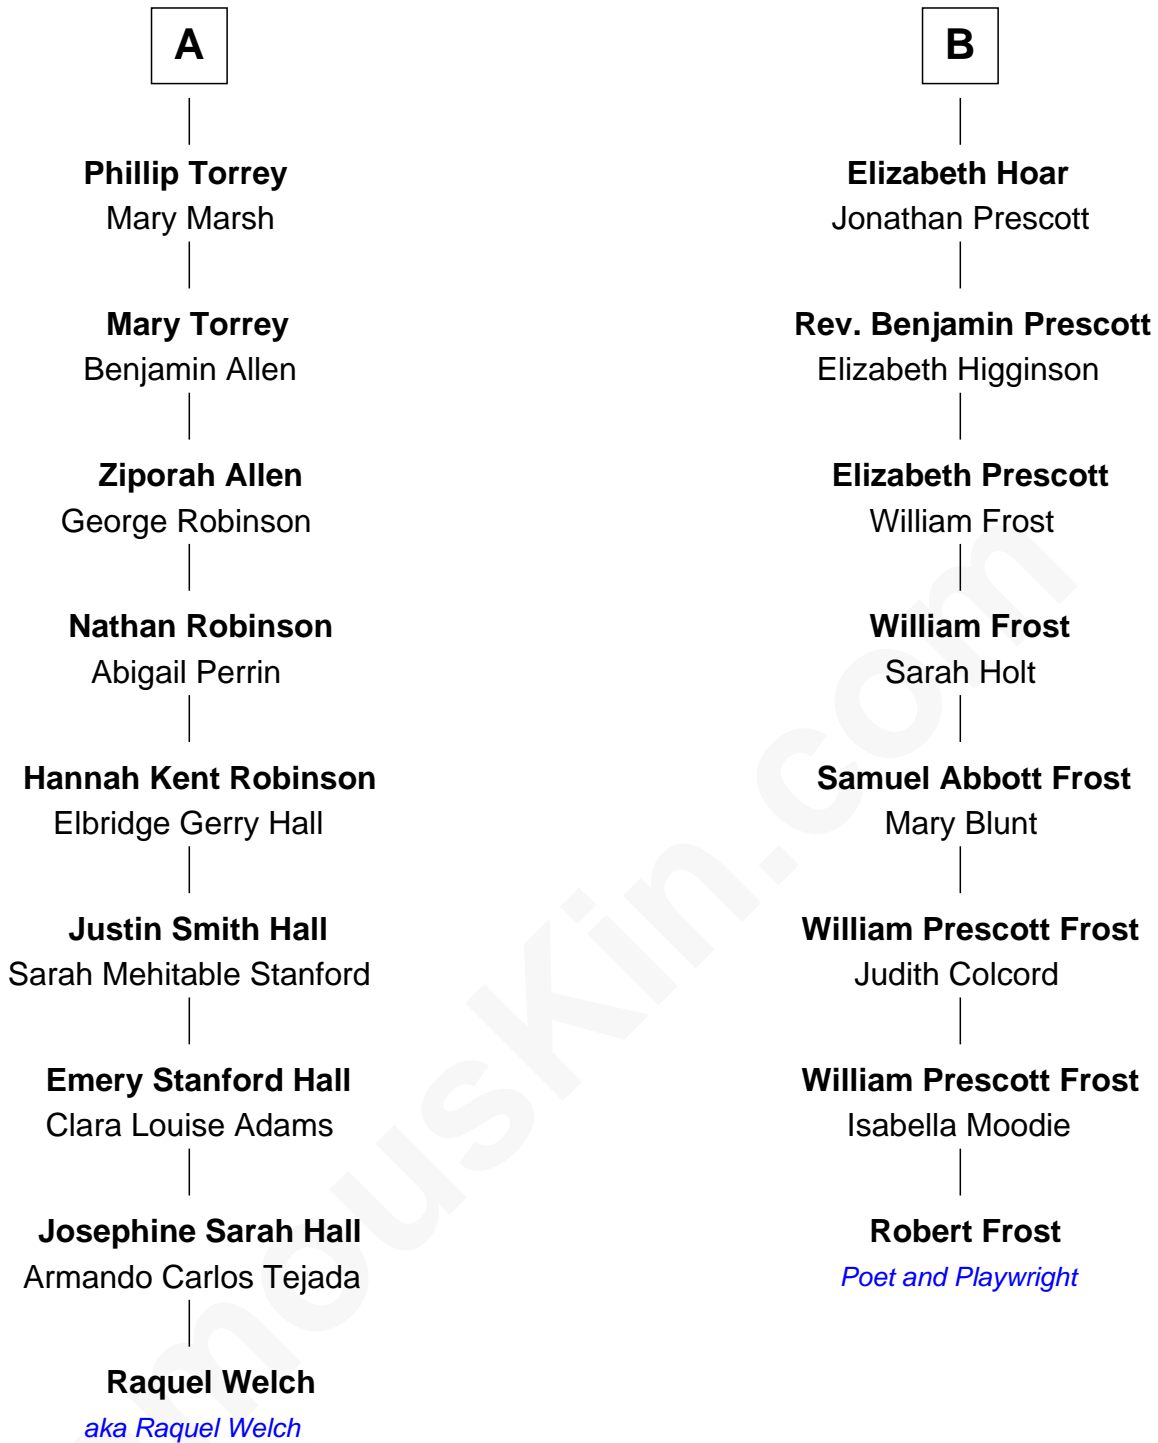 A
Phillip Torrey
Mary Marsh
Mary Torrey
Benjamin Allen
Ziporah Allen
George Robinson
Nathan Robinson
Abigail Perrin
Hannah Kent Robinson
Elbridge Gerry Hall
Justin Smith Hall
Sarah Mehitable Stanford
Emery Stanford Hall
Clara Louise Adams
Josephine Sarah Hall
Armando Carlos Tejada
Raquel Welch
aka Raquel Welch
B
Elizabeth Hoar
Jonathan Prescott
Rev. Benjamin Prescott
Elizabeth Higginson
Elizabeth Prescott
William Frost
William Frost
Sarah Holt
Samuel Abbott Frost
Mary Blunt
William Prescott Frost
Judith Colcord
William Prescott Frost
Isabella Moodie
Robert Frost
Poet and Playwright
mousKin.com